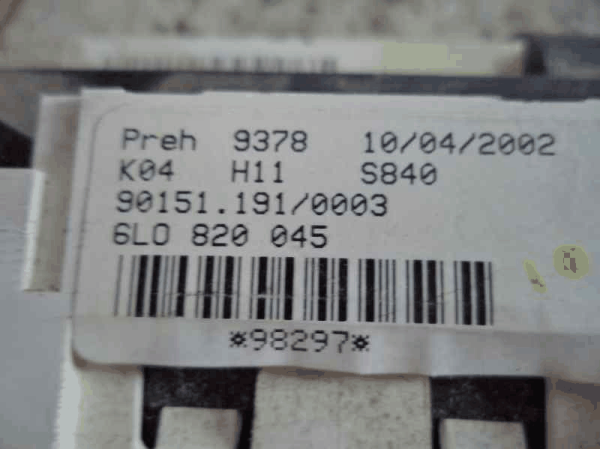 Preh 9378 10/04/2002
K04 H11 S840
90151.191/0003
6L0 820 045
*98297*